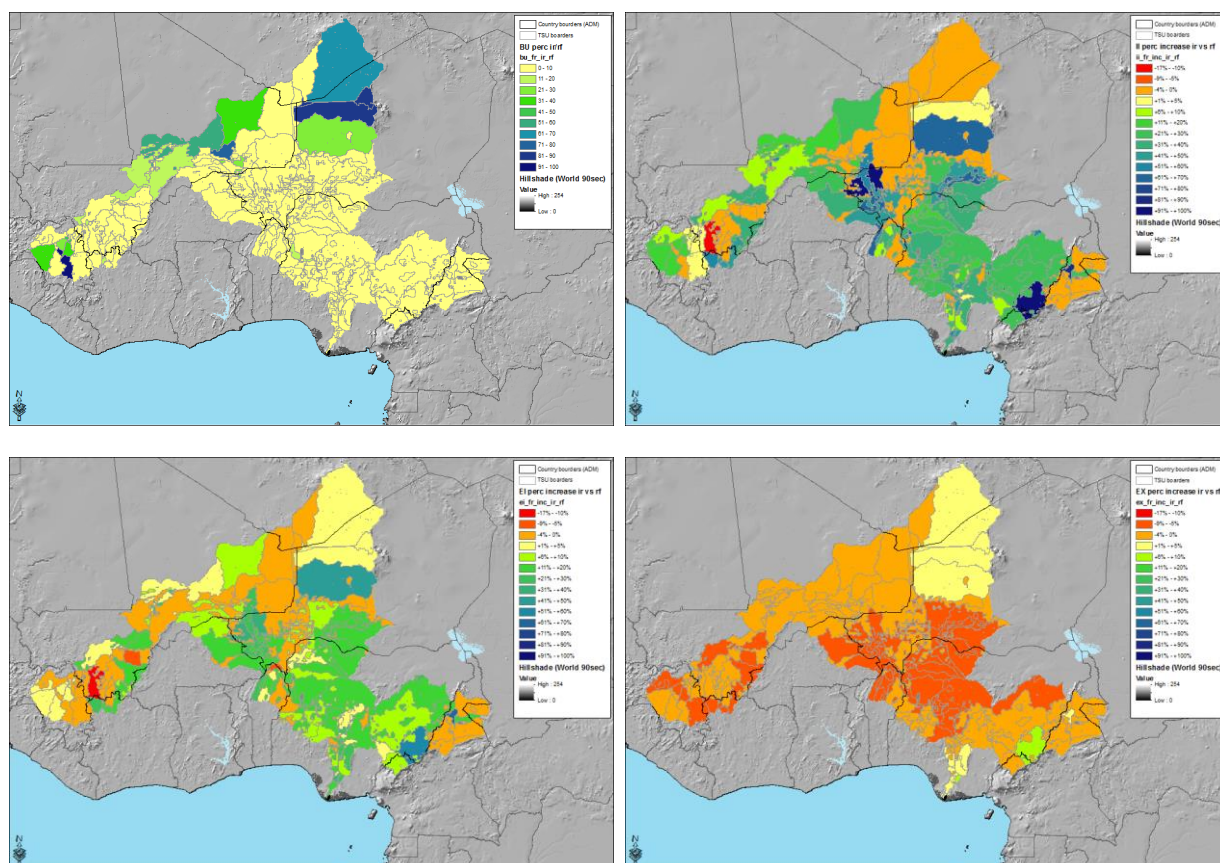 Country bourders (ADM)
TSU boarders
BU perc ir/rf
bu_fr_ir_rf
0 - 10
11 - 20
21 - 30
31 - 40
41 - 50
51 - 60
61 - 70
71 - 80
81 - 90
91 - 100
Hillshade (World 90sec)
Value
High : 254
Low : 0
N
Country bourders (ADM)
TSU boarders
II perc increase ir vs rf
ii_fr_inc_ir_rf
-17% - -10%
-9% - -5%
-4% - 0%
+1% - +5%
+6% - +10%
+11% - +20%
+21% - +30%
+31% - +40%
+41% - +50%
+51% - +60%
+61% - +70%
+71% - +80%
+81% - +90%
+91% - +100%
Hillshade (World 90sec)
Value
High : 254
Low : 0
N
Country bourders (ADM)
TSU boarders
EI perc increase ir vs rf
ei_fr_inc_ir_rf
-17% - -10%
-9% - -5%
-4% - 0%
+1% - +5%
+6% - +10%
+11% - +20%
+21% - +30%
+31% - +40%
+41% - +50%
+51% - +60%
+61% - +70%
+71% - +80%
+81% - +90%
+91% - +100%
Hillshade (World 90sec)
Value
High : 254
Low : 0
N
Country bourders (ADM)
TSU boarders
EX perc increase ir vs rf
ex_fr_inc_ir_rf
-17% - -10%
-9% - -5%
-4% - 0%
+1% - +5%
+6% - +10%
+11% - +20%
+21% - +30%
+31% - +40%
+41% - +50%
+51% - +60%
+61% - +70%
+71% - +80%
+81% - +90%
+91% - +100%
Hillshade (World 90sec)
Value
High : 254
Low : 0
N